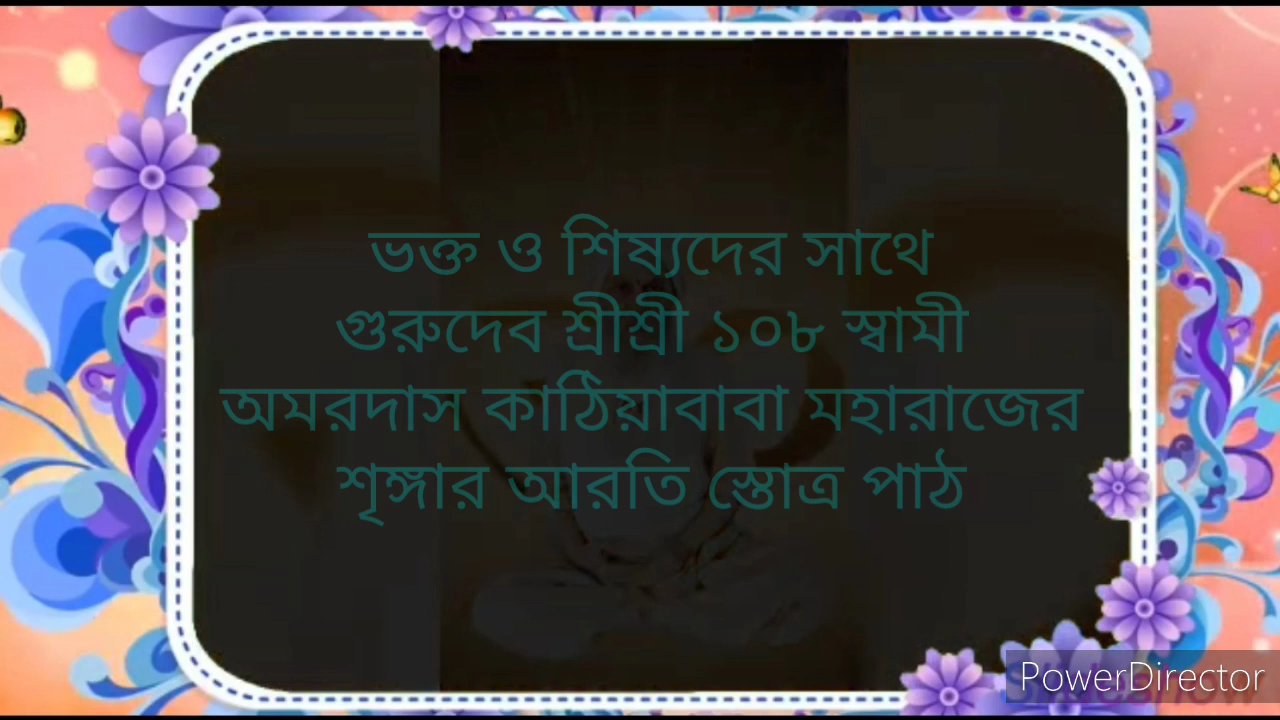 ভক্ত ও শিষ্যদের সাথে
গুরুদেব শ্রীশ্রী ১০৮ স্বামী
অমরদাস কাঠিয়াবাবা মহারাজের
শৃঙ্গার আরতি স্তোত্র পাঠ
PowerDirector